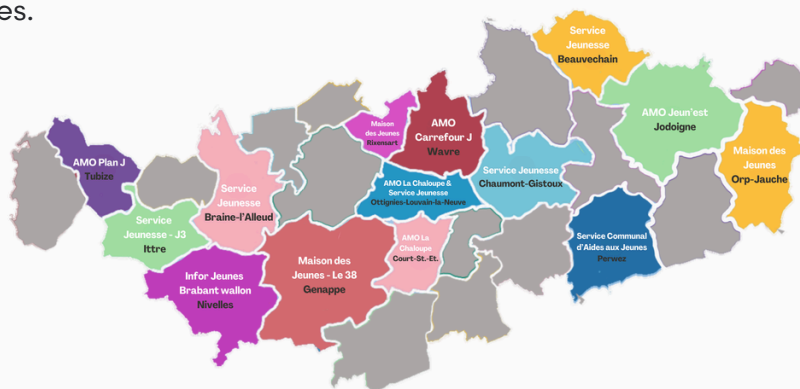 es.
Service
Jeunesse
Beauvechain
AMO Jeun'est
Jodoigne
Maison des
Jeunes
Orp-Jauche
Maison
des Jeunes
Rixensart
AMO
Carrefour J
Wavre
AMO Plan J
Tubize
Service Jeunesse
Chaumont-Gistoux
AMO La Chaloupe &
Service Jeunesse
Ottignies-Louvain-la-Neuve
Service
Jeunesse
Braine-l'Alleud
Service
Jeunesse - J3
Ittre
AMO La
Chaloupe
Court-St.-Et.
Service Communal
d'Aides aux Jeunes
Perwez
Maison des
Jeunes - Le 38
Genappe
Infor Jeunes
Brabant wallon
Nivelles